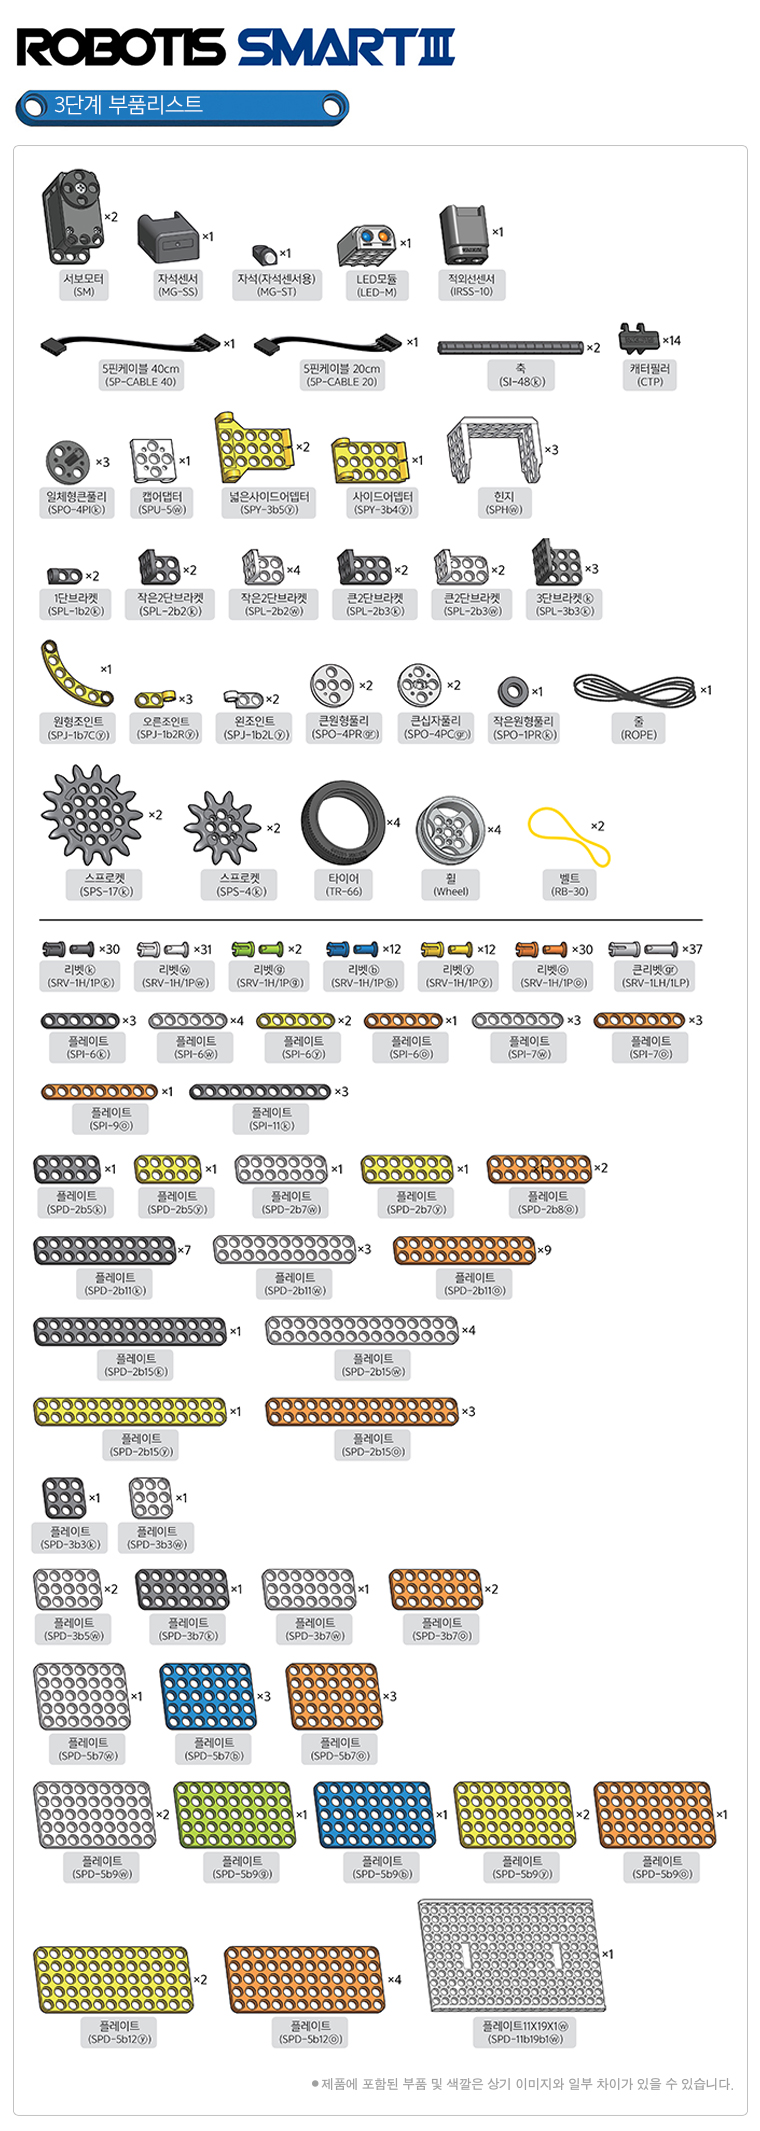 ROBOTIS SMART III
3단계 부품리스트
×2
×1
×1
×1
×1
서보모터
(SM)
자석센서
(MG-SS)
자석(자석센서용)
(MG-ST)
LED모듈
(LED-M)
적외선센서
(IRSS-10)
×1
×1
×2
×14
5핀케이블 40cm
(5P-CABLE 40)
5핀케이블 20cm
(5P-CABLE 20)
축
(SI-48ⓚ)
캐터필러
(CTP)
×3
×1
×2
×1
×3
일체형큰풀리
(SPO-4PIⓚ)
캡어댑터
(SPU-5ⓦ)
넓은사이드어댑터
(SPY-3b5ⓨ)
사이드어댑터
(SPY-3b4ⓨ)
힌지
(SPHⓦ)
×2
×2
×4
×2
×2
×3
1단브라켓
(SPL-1b2ⓚ)
작은2단브라켓
(SPL-2b2ⓚ)
작은2단브라켓
(SPL-2b2ⓦ)
큰2단브라켓
(SPL-2b3ⓚ)
큰2단브라켓
(SPL-2b3ⓦ)
3단브라켓ⓚ
(SPL-3b3ⓚ)
×1
×3
×2
×2
×2
×1
×1
원형조인트
(SPJ-1b7Cⓨ)
오른조인트
(SPJ-1b2Rⓨ)
왼조인트
(SPJ-1b2Lⓨ)
큰원형풀리
(SPO-4PRgr)
큰십자풀리
(SPO-4PCgr)
작은원형풀리
(SPO-1PRⓚ)
줄
(ROPE)
×2
×2
×4
×4
×2
스프로켓
(SPS-17ⓚ)
스프로켓
(SPS-4ⓚ)
타이어
(TR-66)
휠
(Wheel)
벨트
(RB-30)
×30
×31
×2
×12
×12
×30
×37
리벳ⓚ
(SRV-1H/1Pⓚ)
리벳ⓦ
(SRV-1H/1Pⓦ)
리벳ⓖ
(SRV-1H/1Pⓖ)
리벳ⓑ
(SRV-1H/1Pⓑ)
리벳ⓨ
(SRV-1H/1Pⓨ)
리벳ⓞ
(SRV-1H/1Pⓞ)
큰리벳gr
(SRV-1LH/1LP)
×3
×4
×2
×1
×3
×3
플레이트
(SPI-6ⓚ)
플레이트
(SPI-6ⓦ)
플레이트
(SPI-6ⓨ)
플레이트
(SPI-6ⓞ)
플레이트
(SPI-7ⓦ)
플레이트
(SPI-7ⓞ)
×1
×3
플레이트
(SPI-9ⓞ)
플레이트
(SPI-11ⓚ)
×1
×1
×1
×1
×1
×2
플레이트
(SPD-2b5ⓚ)
플레이트
(SPD-2b5ⓨ)
플레이트
(SPD-2b7ⓦ)
플레이트
(SPD-2b7ⓨ)
플레이트
(SPD-2b8ⓞ)
×7
×3
×9
플레이트
(SPD-2b11ⓚ)
플레이트
(SPD-2b11ⓦ)
플레이트
(SPD-2b11ⓞ)
×1
×4
플레이트
(SPD-2b15ⓚ)
플레이트
(SPD-2b15ⓦ)
×1
×3
플레이트
(SPD-2b15ⓨ)
플레이트
(SPD-2b15ⓞ)
×1
×1
플레이트
(SPD-3b3ⓚ)
플레이트
(SPD-3b3ⓦ)
×2
×1
×1
×2
플레이트
(SPD-3b5ⓦ)
플레이트
(SPD-3b7ⓚ)
플레이트
(SPD-3b7ⓦ)
플레이트
(SPD-3b7ⓞ)
×1
×3
×3
플레이트
(SPD-5b7ⓦ)
플레이트
(SPD-5b7ⓑ)
플레이트
(SPD-5b7ⓞ)
×2
×1
×1
×2
×1
플레이트
(SPD-5b9ⓦ)
플레이트
(SPD-5b9ⓖ)
플레이트
(SPD-5b9ⓑ)
플레이트
(SPD-5b9ⓨ)
플레이트
(SPD-5b9ⓞ)
×2
×4
×1
플레이트
(SPD-5b12ⓨ)
플레이트
(SPD-5b12ⓞ)
플레이트11X19X1ⓦ
(SPD-11b19b1ⓦ)
● 제품에 포함된 부품 및 색깔은 상기 이미지와 일부 차이가 있을 수 있습니다.